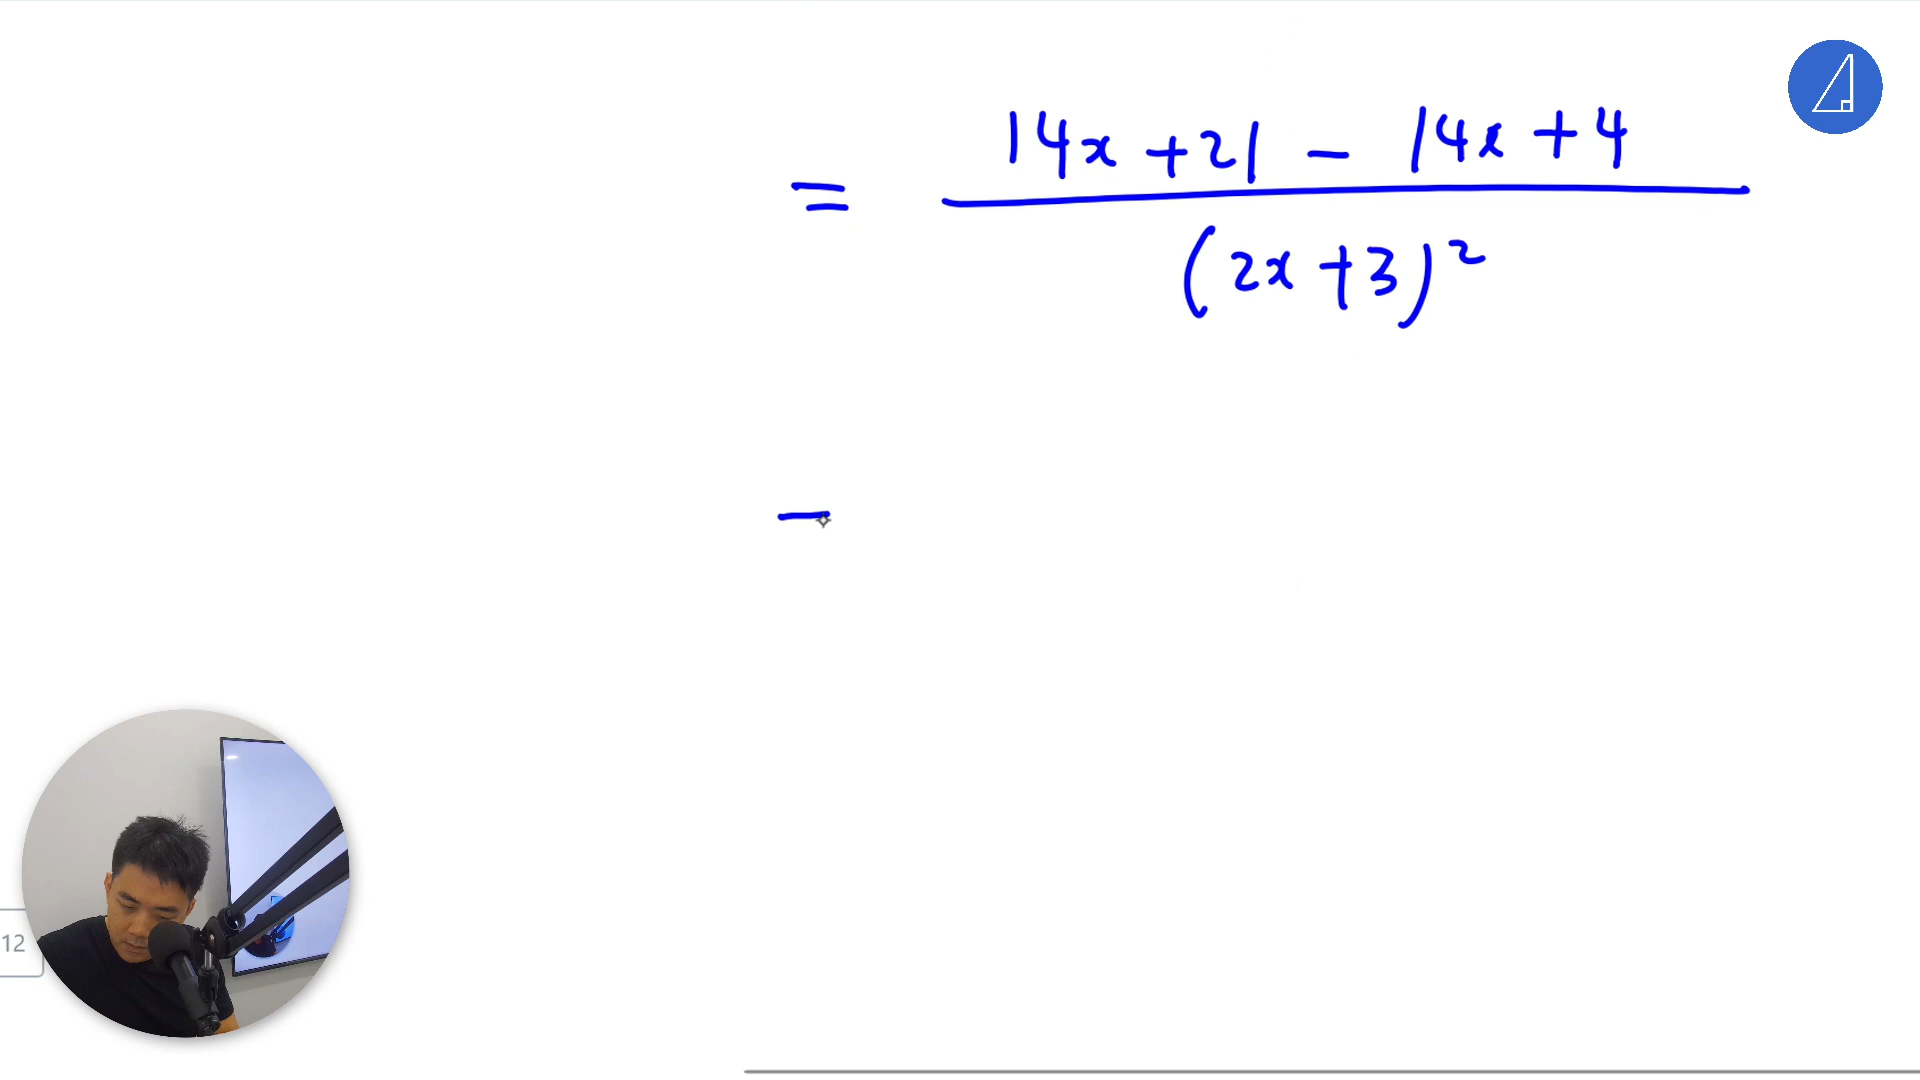 = 14x + 21 - 14x + 4
(2x + 3)²
-
12